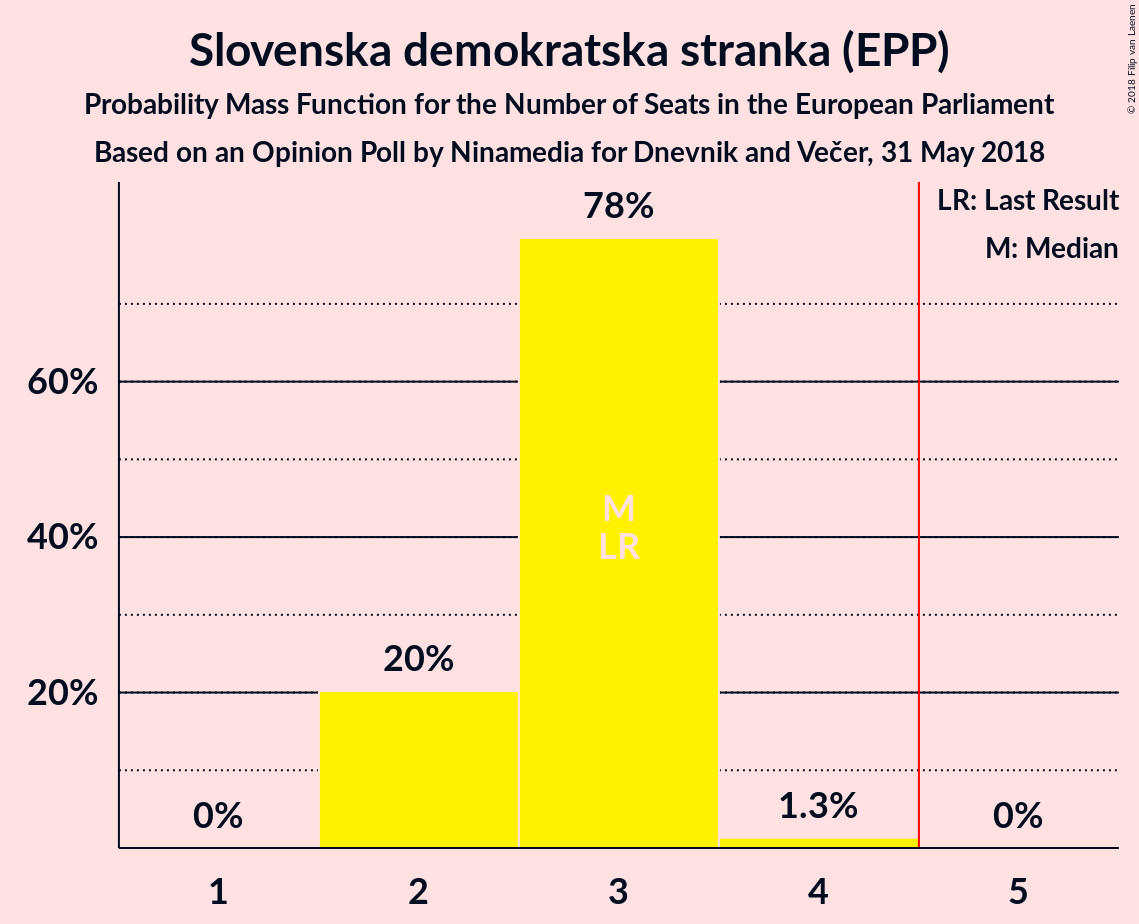 Slovenska demokratska stranka (EPP)
Probability Mass Function for the Number of Seats in the European Parliament
Based on an Opinion Poll by Ninamedia for Dnevnik and Večer, 31 May 2018
© 2018 Filip van Laenen
LR: Last Result
M: Median
78%
60%
M
40%
LR
20%
20%
0%
1.3%
0%
1 2 3 4 5